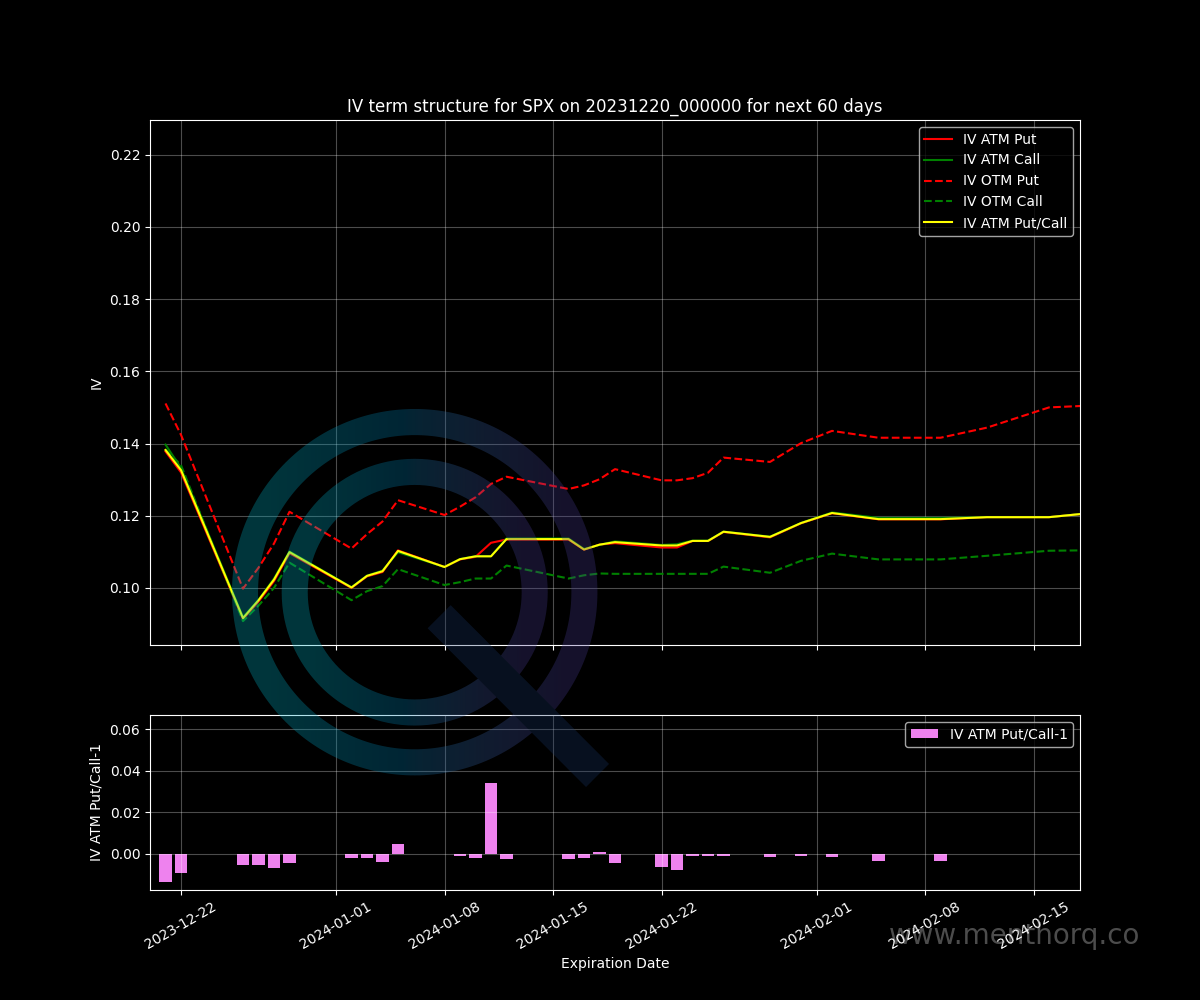 IV term structure for SPX on 20231220_000000 for next 60 days
IV ATM Put
IV ATM Call
IV OTM Put
IV OTM Call
IV ATM Put/Call
0.22
0.20
0.18
0.16
0.14
0.12
0.10
IV
IV ATM Put/Call-1
0.06
0.04
0.02
0.00
IV ATM Put/Call-1
2023-12-22
2024-01-01
2024-01-08
2024-01-15
2024-01-22
2024-02-01
2024-02-08
2024-02-15
www.menthorq.co
Expiration Date